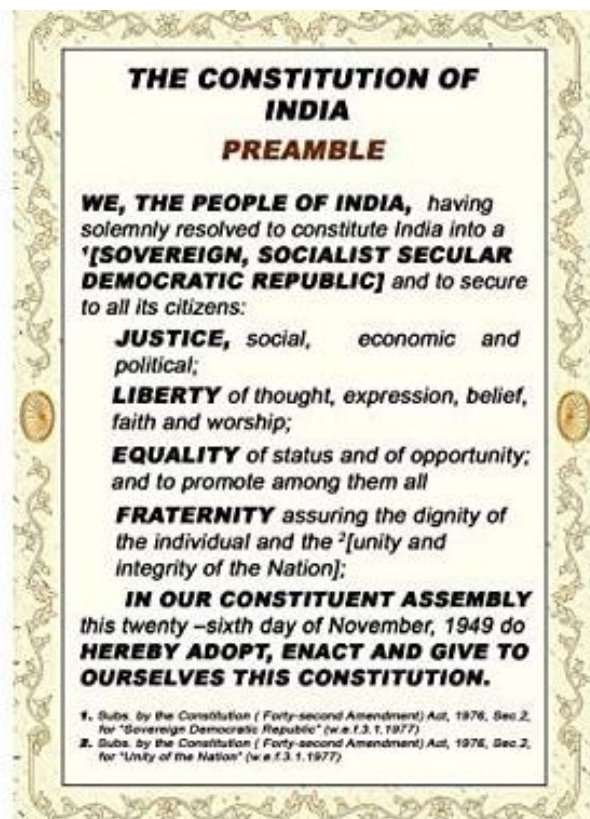 THE CONSTITUTION OF
INDIA
PREAMBLE
WE, THE PEOPLE OF INDIA, having
solemnly resolved to constitute India into a
¹[SOVEREIGN, SOCIALIST SECULAR
DEMOCRATIC REPUBLIC] and to secure
to all its citizens:
JUSTICE, social, economic and
political;
LIBERTY of thought, expression, belief,
faith and worship;
EQUALITY of status and of opportunity;
and to promote among them all
FRATERNITY assuring the dignity of
the individual and the ²[unity and
integrity of the Nation];
IN OUR CONSTITUENT ASSEMBLY
this twenty –sixth day of November, 1949 do
HEREBY ADOPT, ENACT AND GIVE TO
OURSELVES THIS CONSTITUTION.
1. Subs. by the Constitution ( Forty-second Amendment) Act, 1976, Sec.2,
for "Sovereign Democratic Republic" (w.e.f.3.1.1977)
2. Subs. by the Constitution ( Forty-second Amendment) Act, 1976, Sec.2,
for "Unity of the Nation" (w.e.f.3.1.1977)